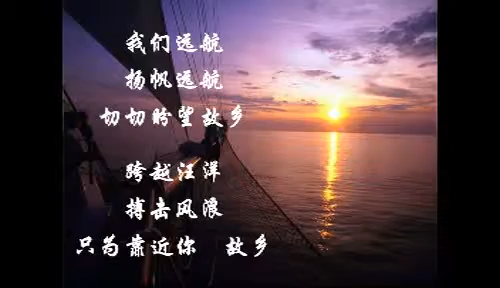 我们远航
扬帆远航
切切盼望故乡
跨越汪洋
搏击风浪
只为靠近你 故乡